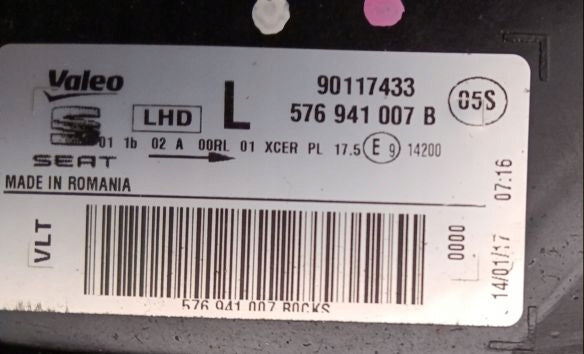 Valeo
LHD
L
90117433
576 941 007 B
05S
01 1b 02 A 00RL 01 XCER PL 17.5 E 9 14200
SEAT
MADE IN ROMANIA
VLT
0000
14/01/17 07:16
576 941 007 B0CKS